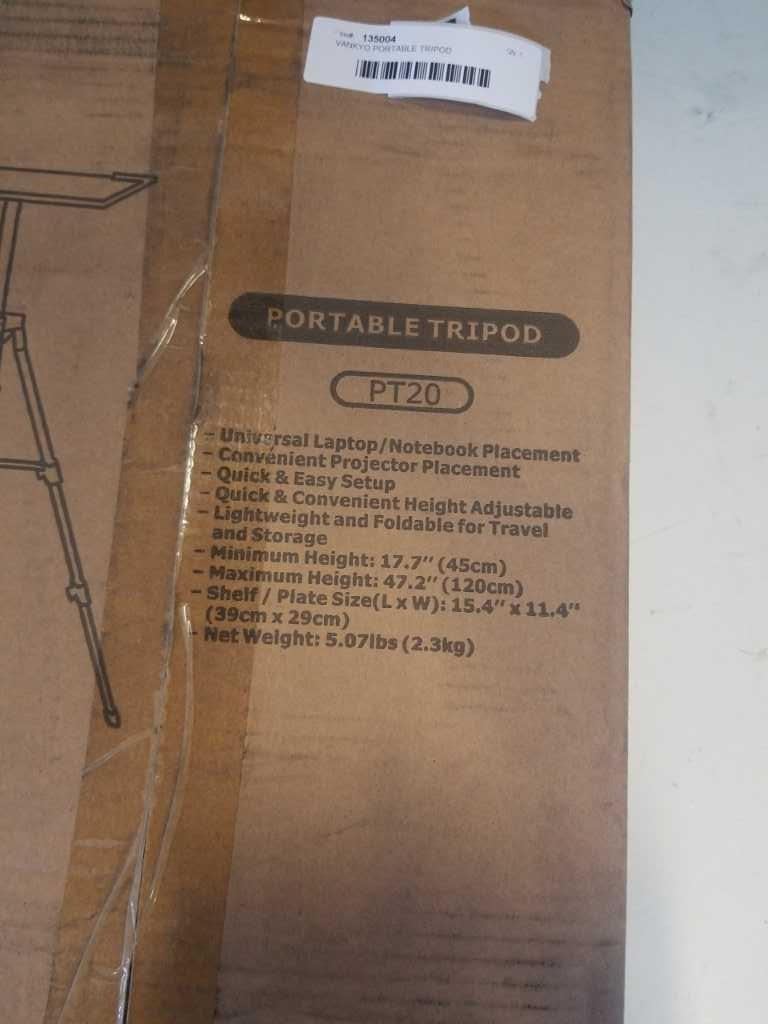 135004
VANKYO PORTABLE TRIPOD
PORTABLE TRIPOD
PT20
- Universal Laptop/Notebook Placement
- Convenient Projector Placement
- Quick & Easy Setup
- Quick & Convenient Height Adjustable
- Lightweight and Foldable for Travel
and Storage
- Minimum Height: 17.7″ (45cm)
- Maximum Height: 47.2″ (120cm)
- Shelf / Plate Size(L x W): 15.4″ x 11.4″
(39cm x 29cm)
- Net Weight: 5.07lbs (2.3kg)